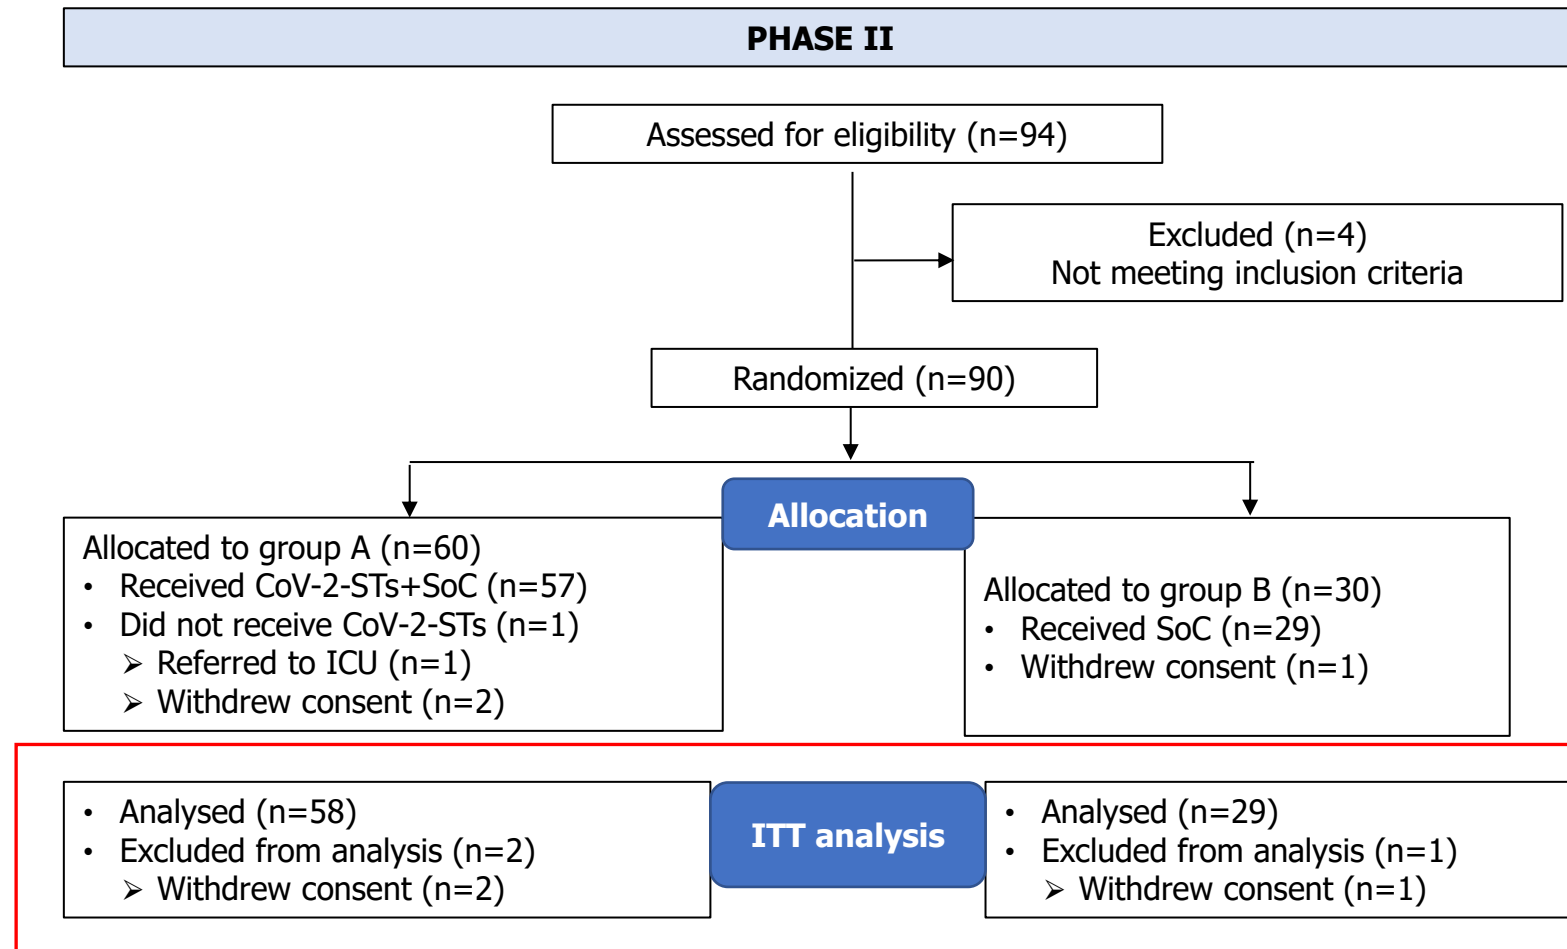 PHASE II
Assessed for eligibility (n=94)
Excluded (n=4)
Not meeting inclusion criteria
Randomized (n=90)
Allocation
Allocated to group A (n=60)
• Received CoV-2-STs+SoC (n=57)
• Did not receive CoV-2-STs (n=1)
➢ Referred to ICU (n=1)
➢ Withdrew consent (n=2)
Allocated to group B (n=30)
• Received SoC (n=29)
• Withdrew consent (n=1)
• Analysed (n=58)
• Excluded from analysis (n=2)
➢ Withdrew consent (n=2)
ITT analysis
• Analysed (n=29)
• Excluded from analysis (n=1)
➢ Withdrew consent (n=1)